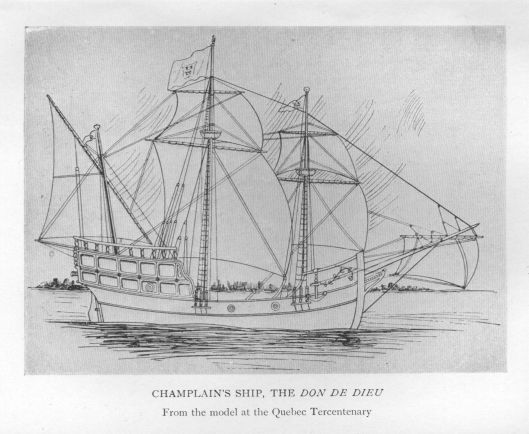 CHAMPLAIN'S SHIP, THE DON DE DIEU
From the model at the Quebec Tercentenary